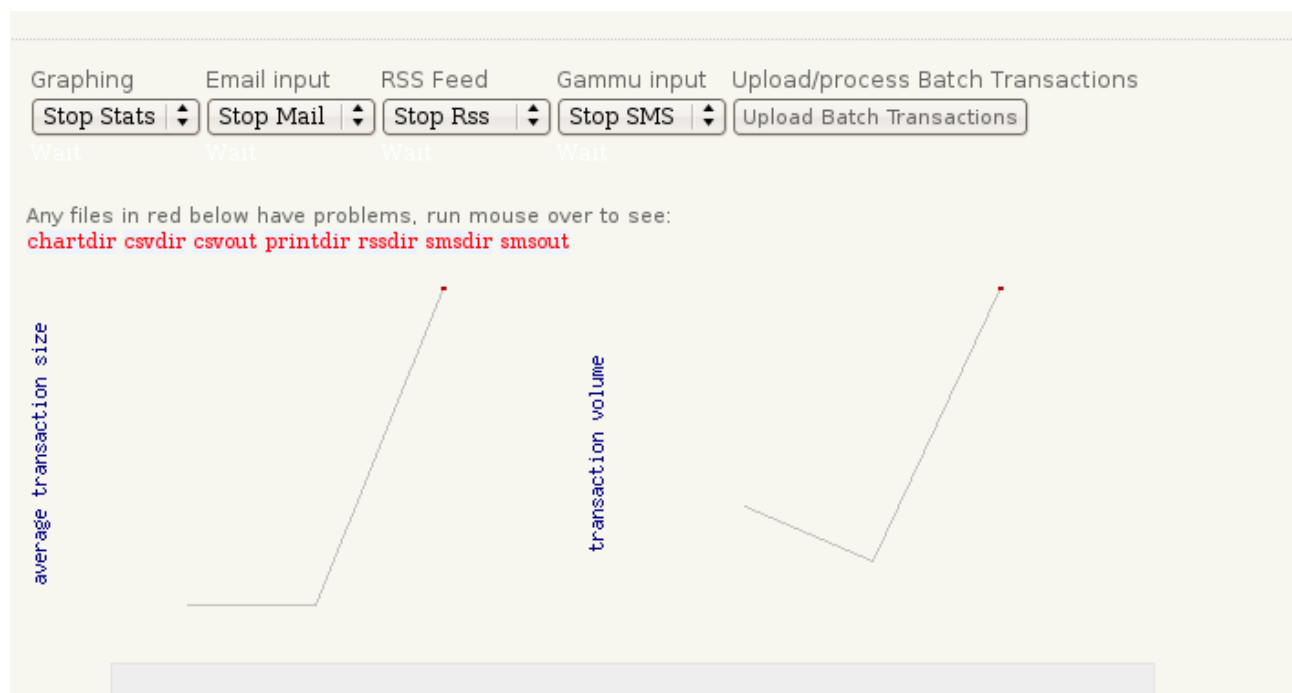 Graphing Email input RSS Feed Gammu input Upload/process Batch Transactions
Stop Stats Stop Mail Stop Rss Stop SMS Upload Batch Transactions
Wait Wait Wait Wait
Any files in red below have problems, run mouse over to see:
chartdir csvdir csvout printdir rssdir smsdir smsout
average transaction size
transaction volume